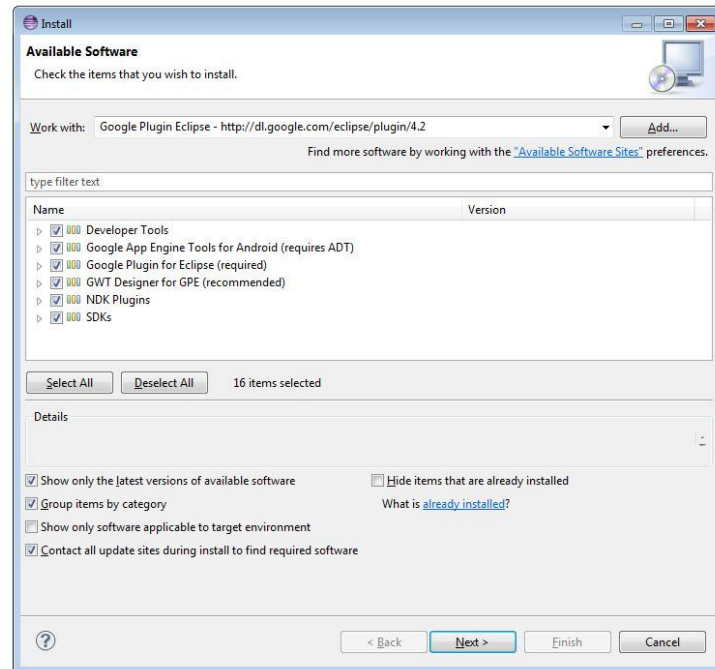 Install
Available Software
Check the items that you wish to install.
Work with: Google Plugin Eclipse - http://dl.google.com/eclipse/plugin/4.2 Add...
Find more software by working with the "Available Software Sites" preferences.
type filter text
Name Version
Developer Tools
Google App Engine Tools for Android (requires ADT)
Google Plugin for Eclipse (required)
GWT Designer for GPE (recommended)
NDK Plugins
SDKs
Select All Deselect All 16 items selected
Details
Show only the latest versions of available software Hide items that are already installed
Group items by category What is already installed?
Show only software applicable to target environment
Contact all update sites during install to find required software
? < Back Next > Finish Cancel